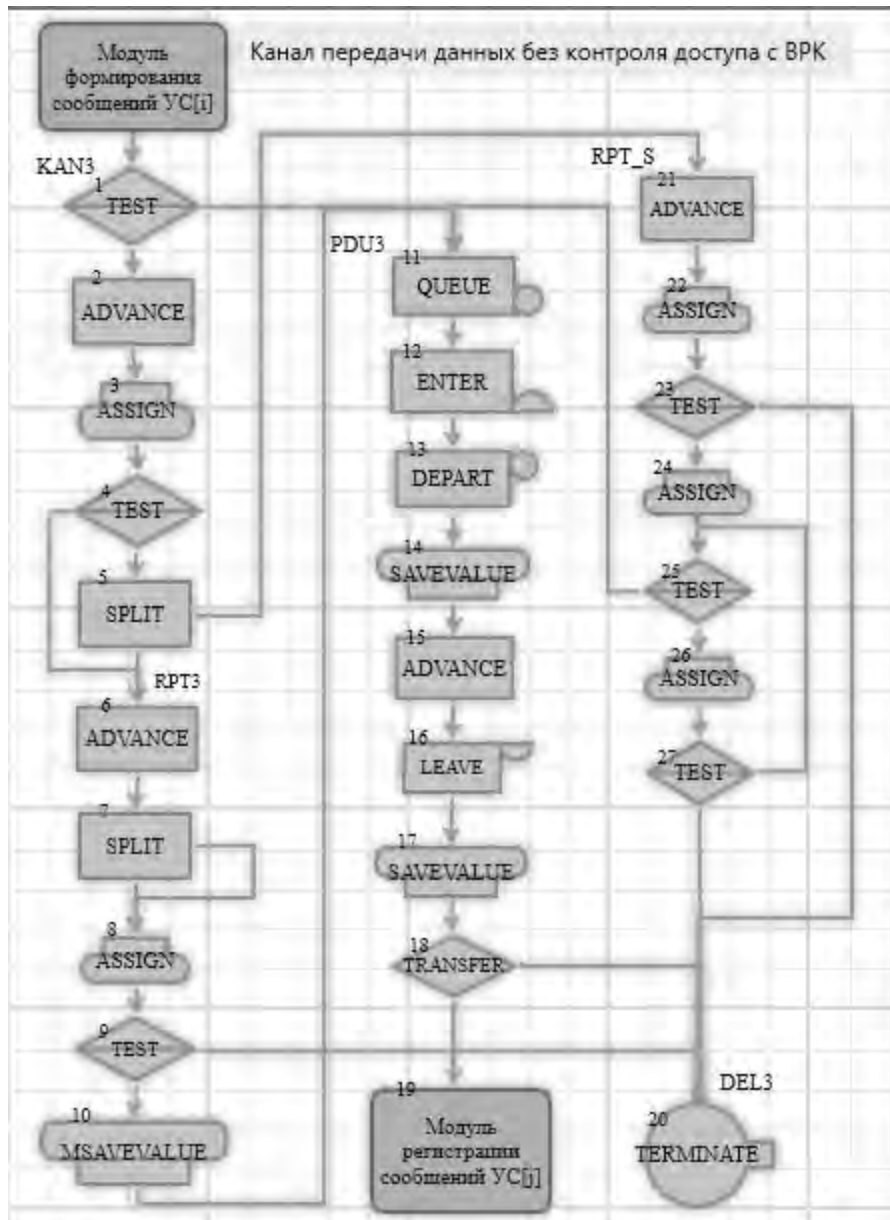 Модуль
формирования
сообщений УС[i]
Канал передачи данных без контроля доступа с ВРК
KAN3
1
TEST
2
ADVANCE
3
ASSIGN
4
TEST
5
SPLIT
RPT3
6
ADVANCE
7
SPLIT
8
ASSIGN
9
TEST
10
MSAVEVALUE
PDU3
11
QUEUE
12
ENTER
13
DEPART
14
SAVEVALUE
15
ADVANCE
16
LEAVE
17
SAVEVALUE
18
TRANSFER
19
Модуль
регистрации
сообщений УС[j]
RPT_S
21
ADVANCE
22
ASSIGN
23
TEST
24
ASSIGN
25
TEST
26
ASSIGN
27
TEST
DEL3
20
TERMINATE